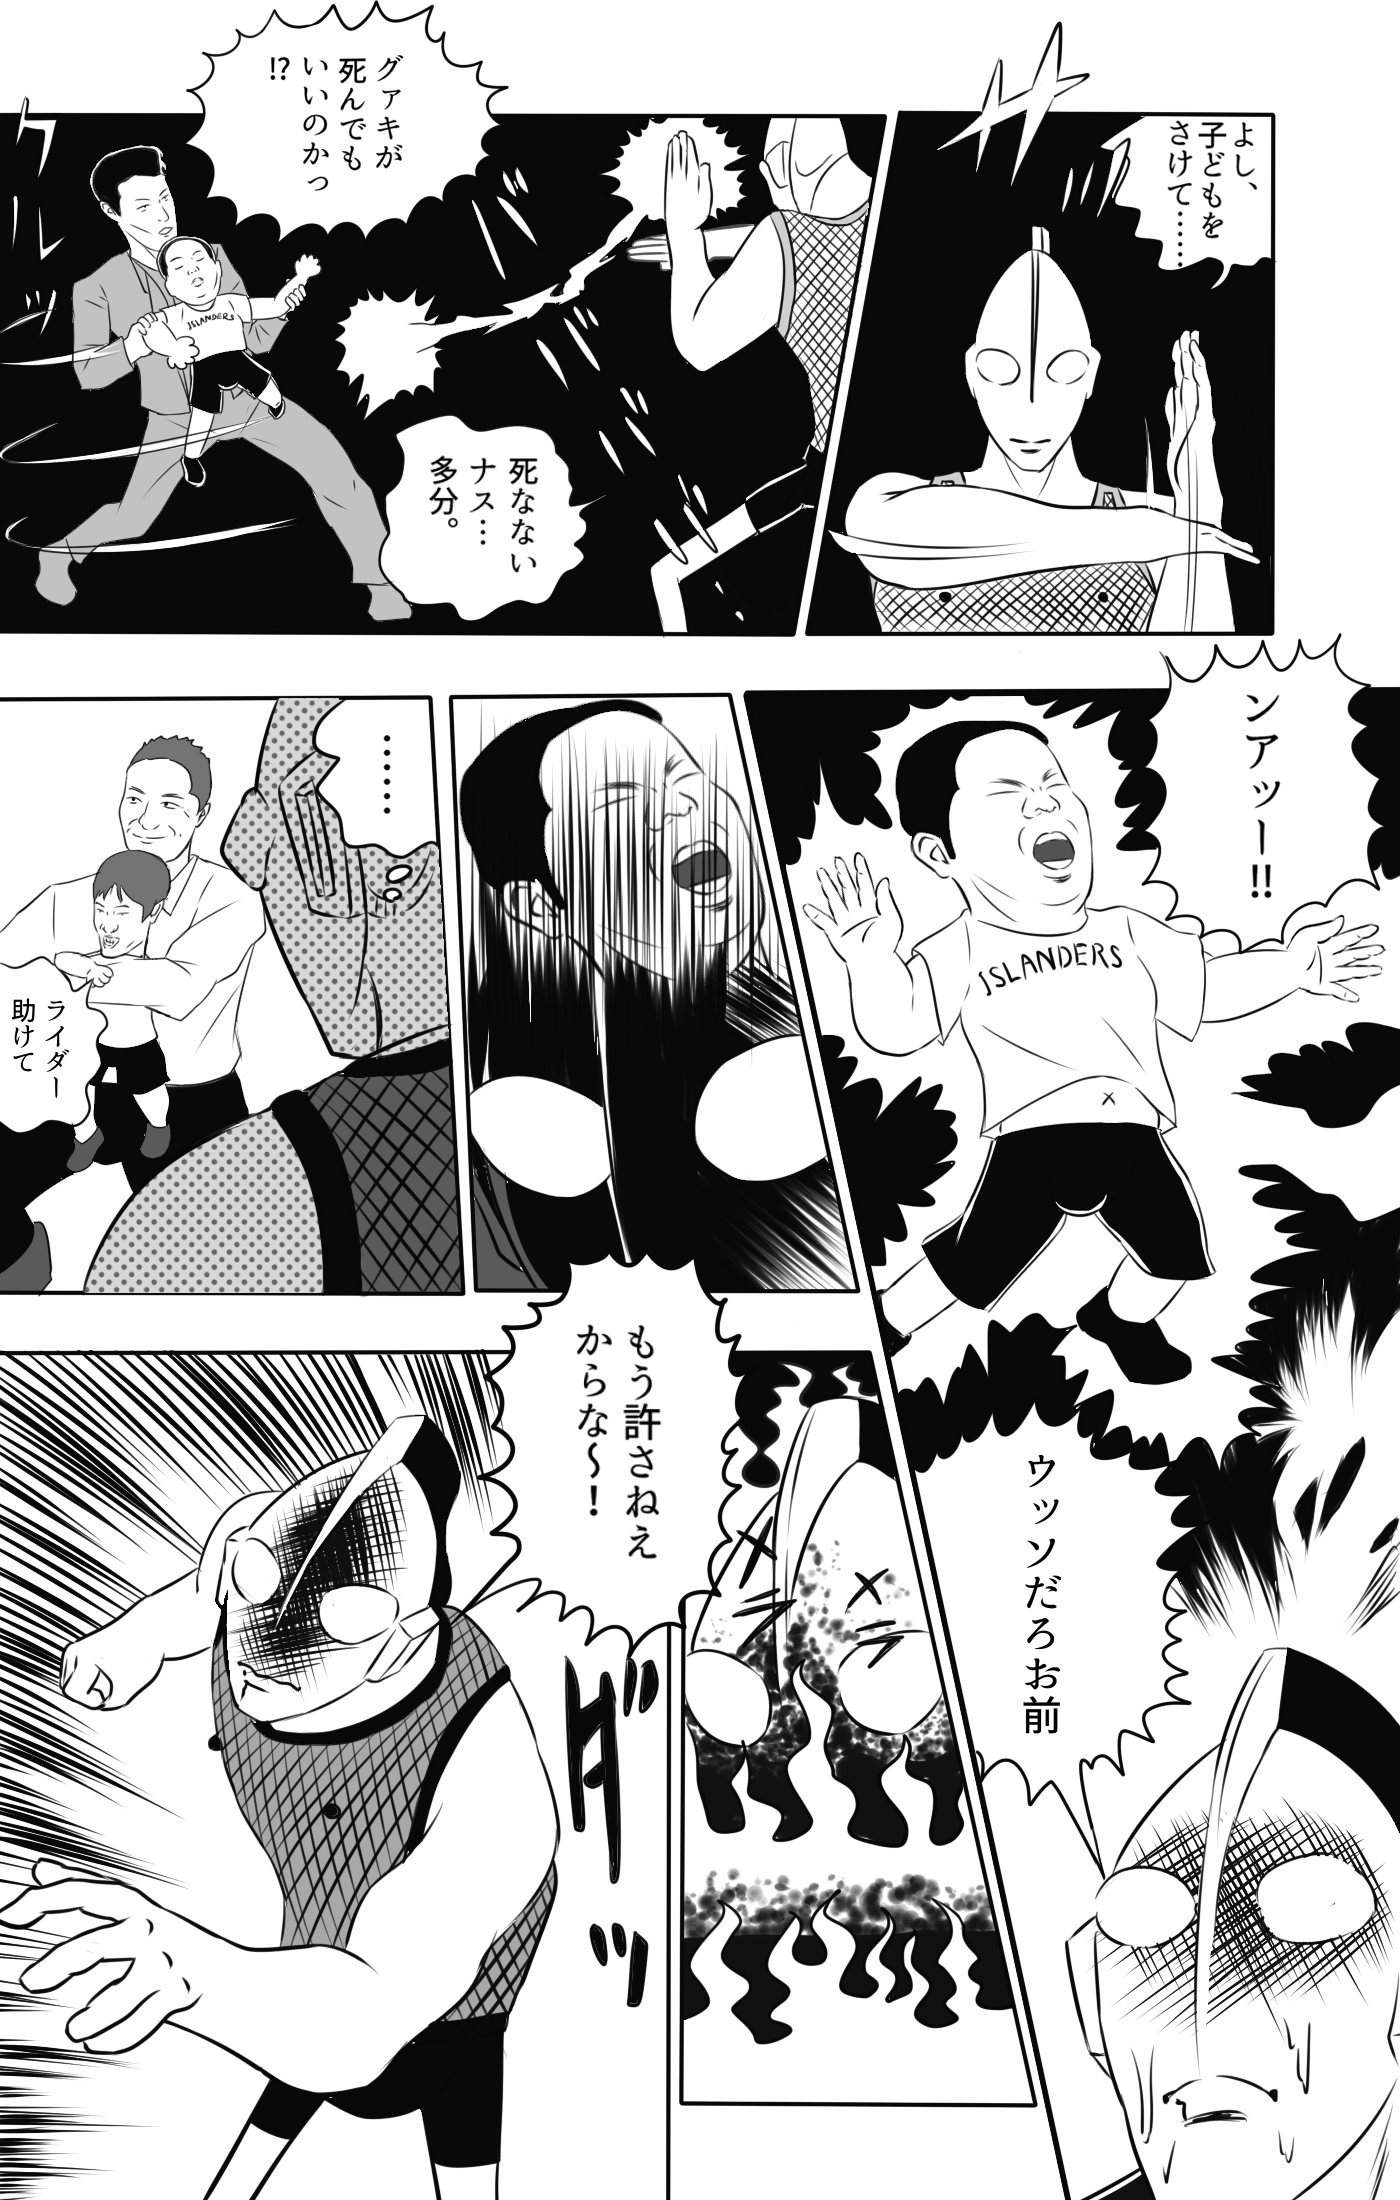 よし、
子どもを
さけて……
グァキが
死んでも
いいのかっ
!?
ISLANDERS
死なない
ナス…
多分。
ンアッー!!
ISLANDERS
ウッソだろお前
………
ライダー
助けて
もう許さねえ
からな～！
ダッ